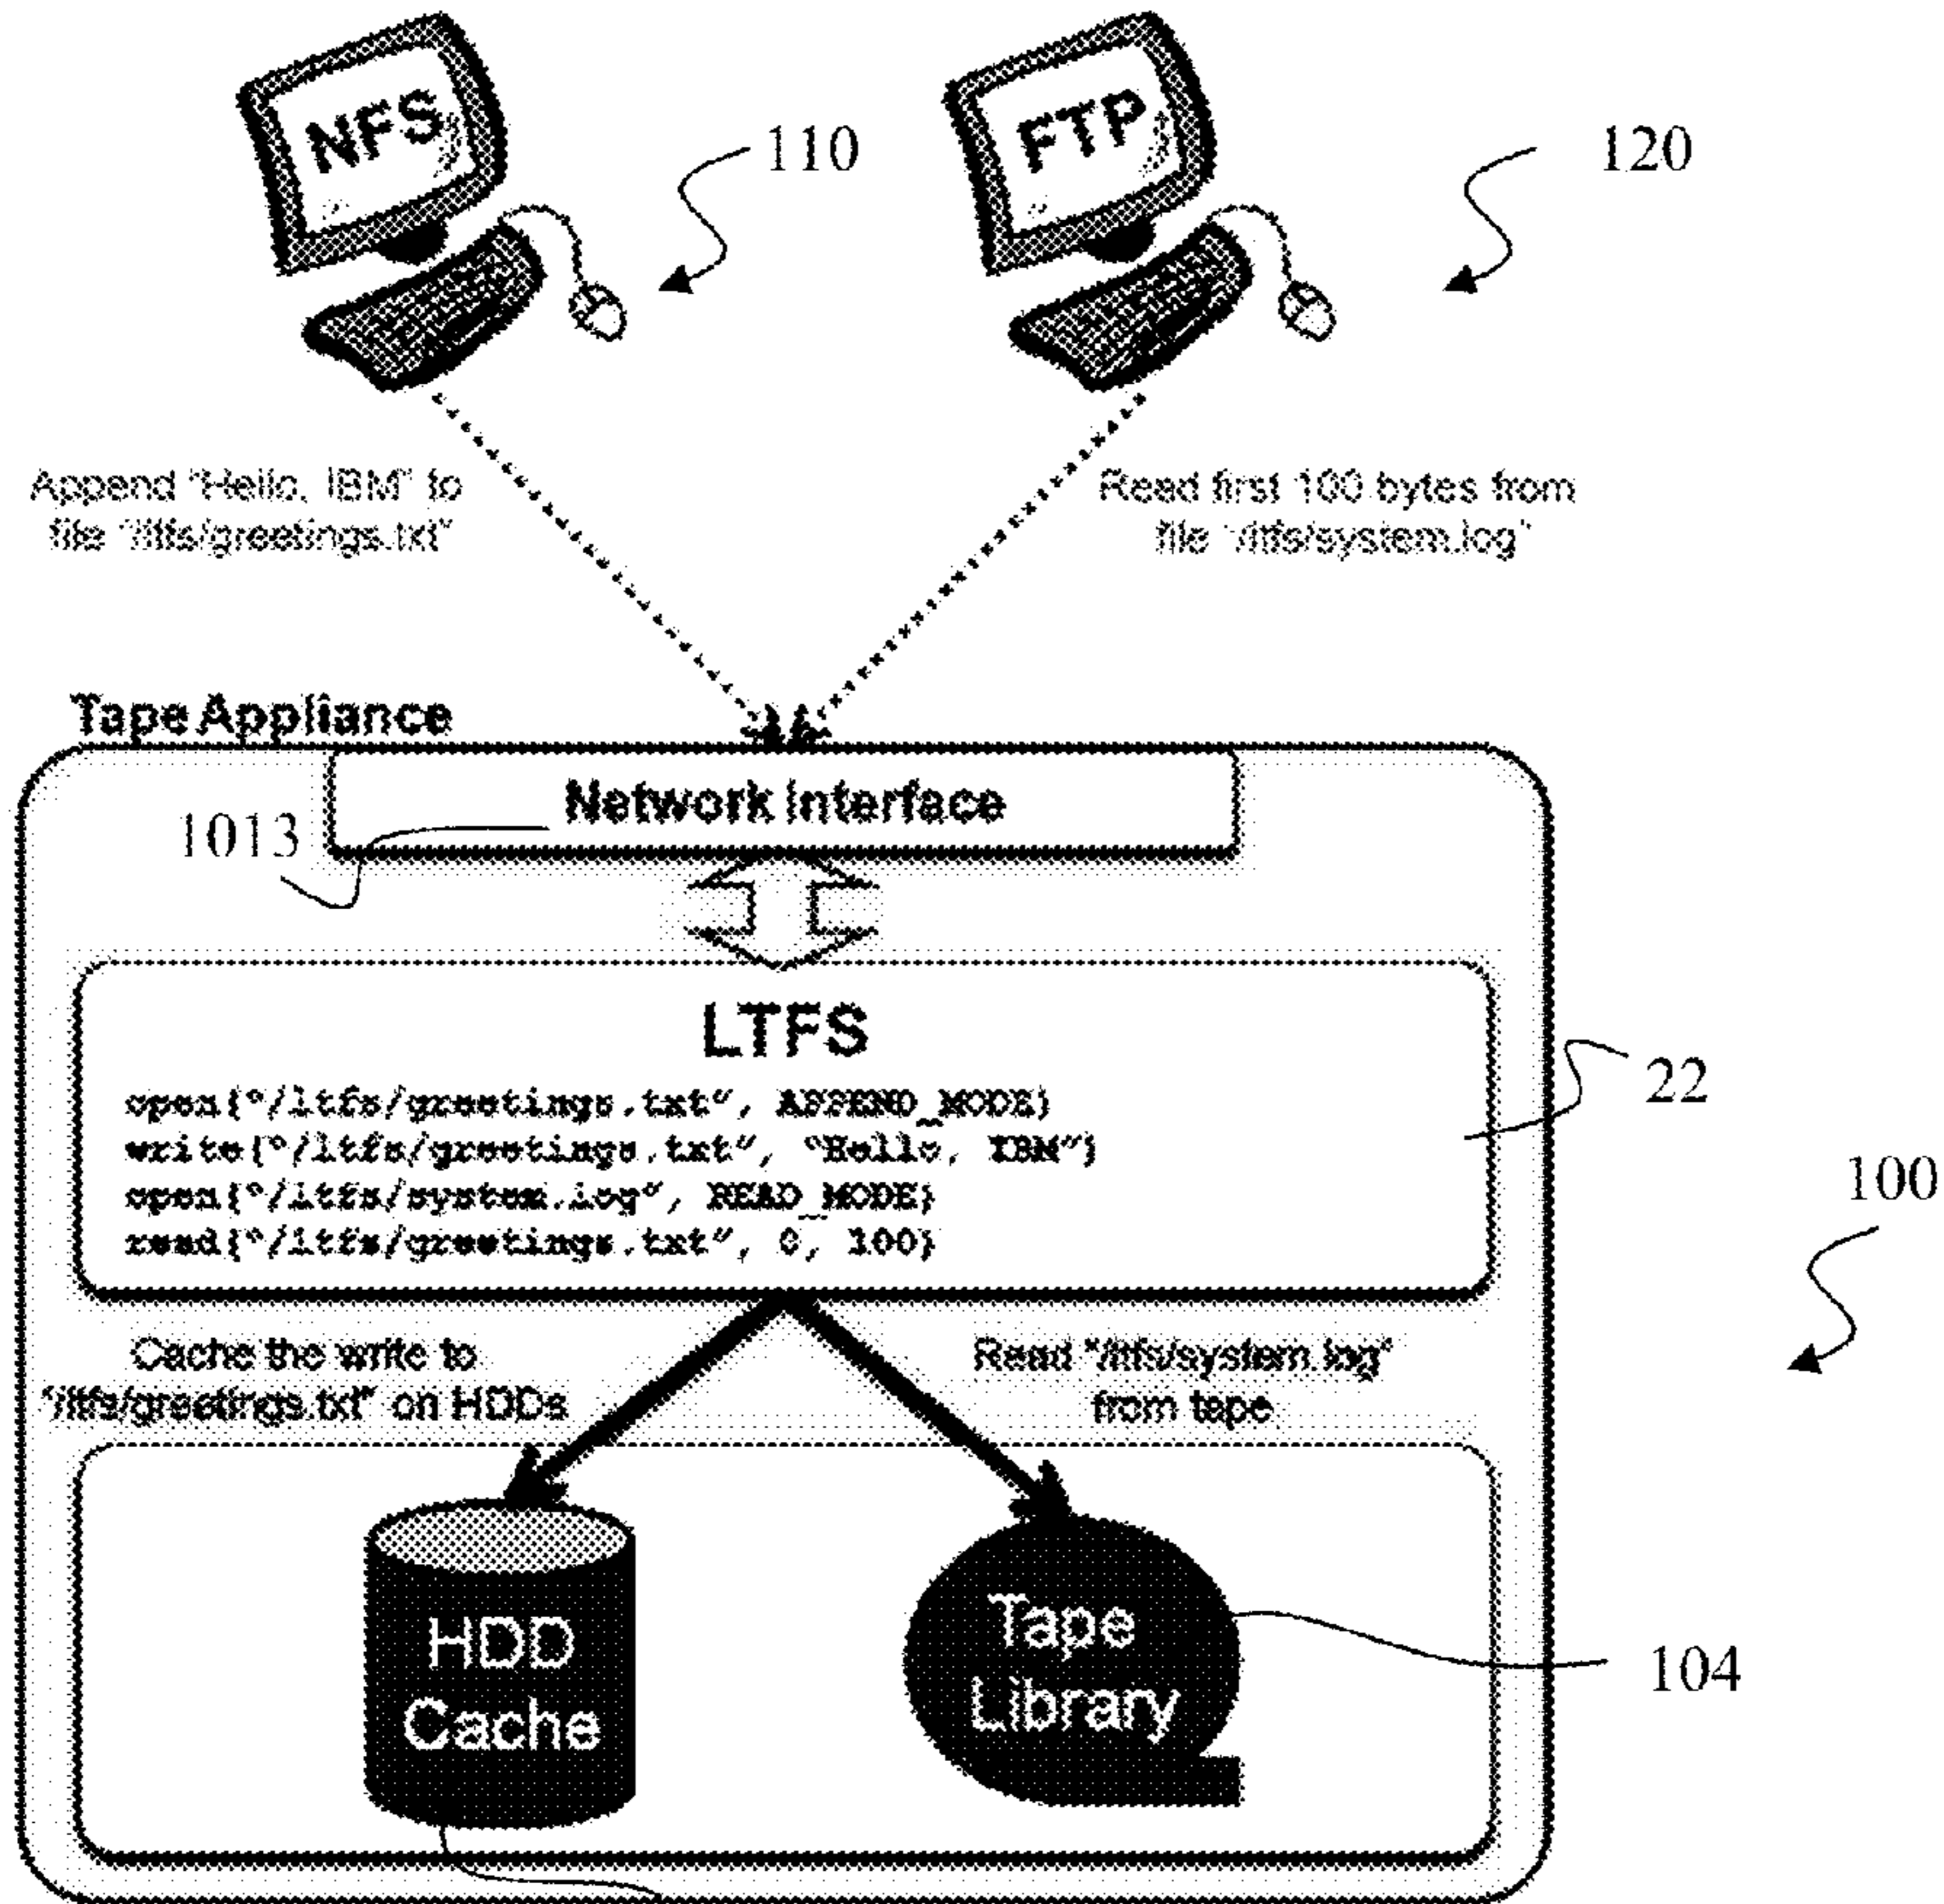 NFS
110
FTP
120
Append "Hello, IBM" to
file "/ltfs/greetings.txt"
Read first 100 bytes from
file "/ltfs/system.log"
Tape Appliance
Network Interface
1013
LTFS
open("/ltfs/greetings.txt", APPEND_MODE)
write("/ltfs/greetings.txt", "Hello, IBM")
open("/ltfs/system.log", READ_MODE)
read("/ltfs/greetings.txt", 0, 100)
22
100
Cache the write to
"/ltfs/greetings.txt" on HDDs
Read "/ltfs/system.log"
from tape
HDD
Cache
Tape
Library
104